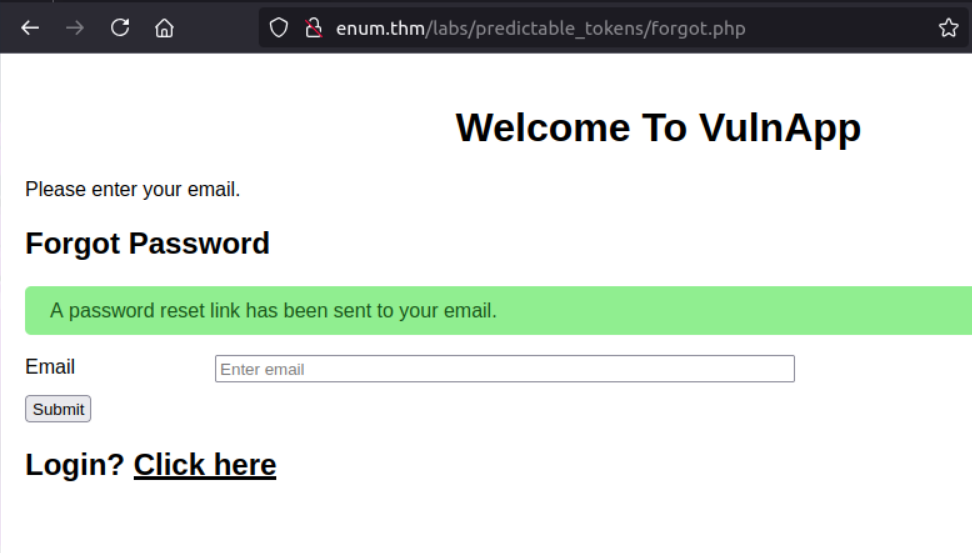 enum.thm/labs/predictable_tokens/forgot.php
Welcome To VulnApp
Please enter your email.
Forgot Password
A password reset link has been sent to your email.
Email
Enter email
Submit
Login? Click here